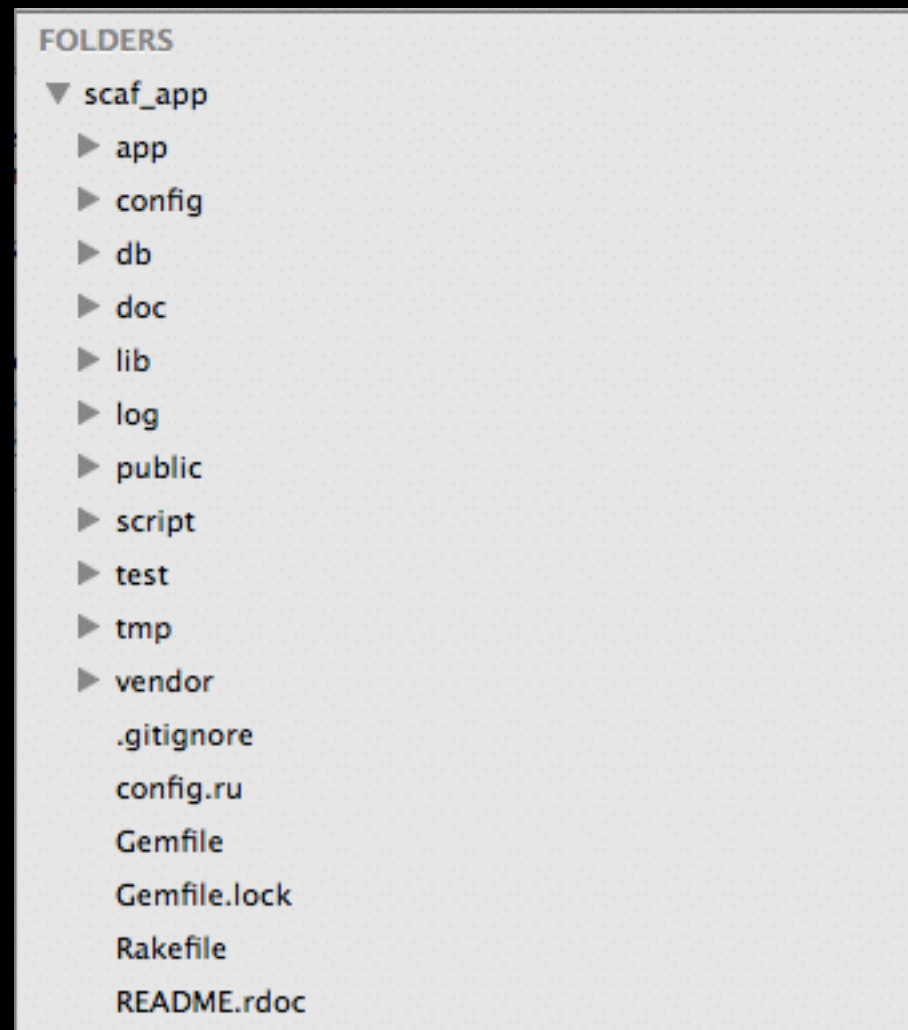 FOLDERS
scaf_app
app
config
db
doc
lib
log
public
script
test
tmp
vendor
.gitignore
config.ru
Gemfile
Gemfile.lock
Rakefile
README.rdoc